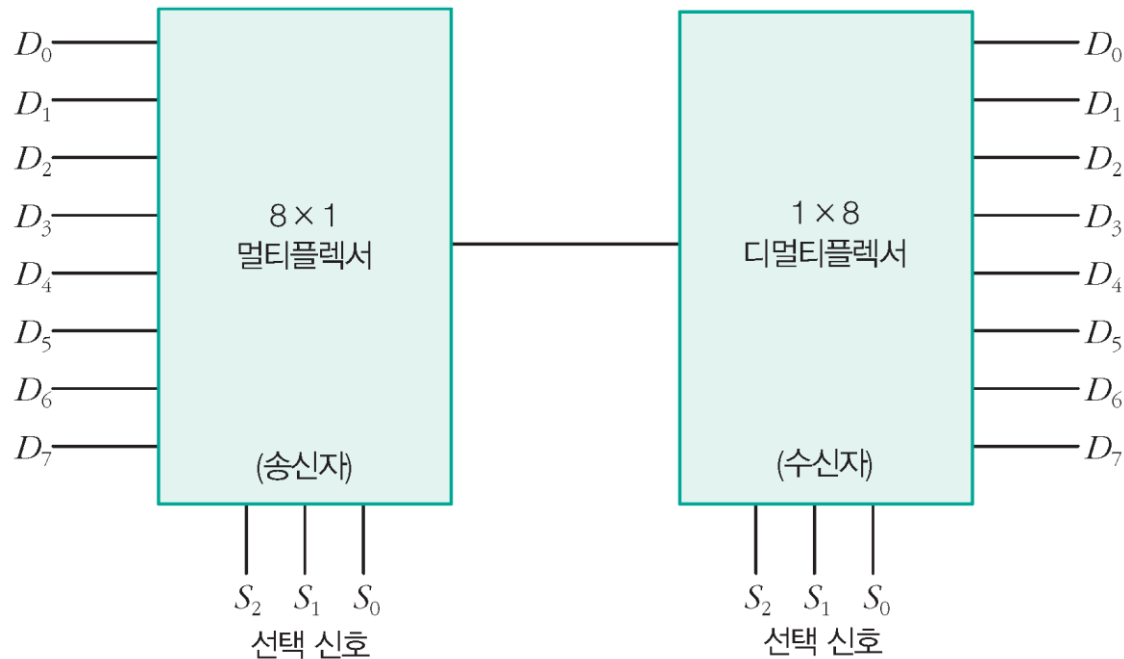 D₀
D₁
D₂
D₃
D₄
D₅
D₆
D₇
8 × 1
멀티플렉서
(송신자)
S₂ S₁ S₀
선택 신호
1 × 8
디멀티플렉서
(수신자)
S₂ S₁ S₀
선택 신호
D₀
D₁
D₂
D₃
D₄
D₅
D₆
D₇